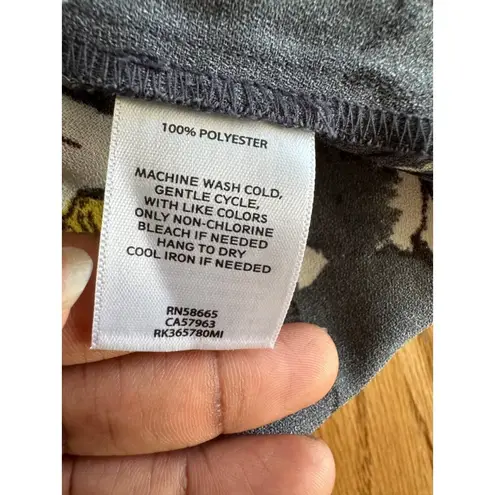 100% POLYESTER
MACHINE WASH COLD,
GENTLE CYCLE,
WITH LIKE COLORS
ONLY NON-CHLORINE
BLEACH IF NEEDED
HANG TO DRY
COOL IRON IF NEEDED
RN58665
CA57963
RK365780MI